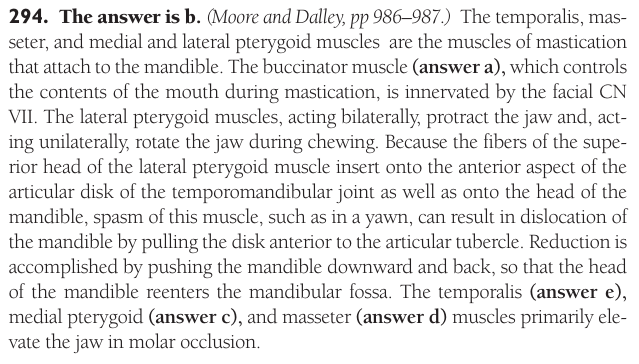 294. The answer is b. (Moore and Dalley, pp 986–987.) The temporalis, mas-
seter, and medial and lateral pterygoid muscles are the muscles of mastication
that attach to the mandible. The buccinator muscle (answer a), which controls
the contents of the mouth during mastication, is innervated by the facial CN
VII. The lateral pterygoid muscles, acting bilaterally, protract the jaw and, act-
ing unilaterally, rotate the jaw during chewing. Because the fibers of the supe-
rior head of the lateral pterygoid muscle insert onto the anterior aspect of the
articular disk of the temporomandibular joint as well as onto the head of the
mandible, spasm of this muscle, such as in a yawn, can result in dislocation of
the mandible by pulling the disk anterior to the articular tubercle. Reduction is
accomplished by pushing the mandible downward and back, so that the head
of the mandible reenters the mandibular fossa. The temporalis (answer e),
medial pterygoid (answer c), and masseter (answer d) muscles primarily ele-
vate the jaw in molar occlusion.